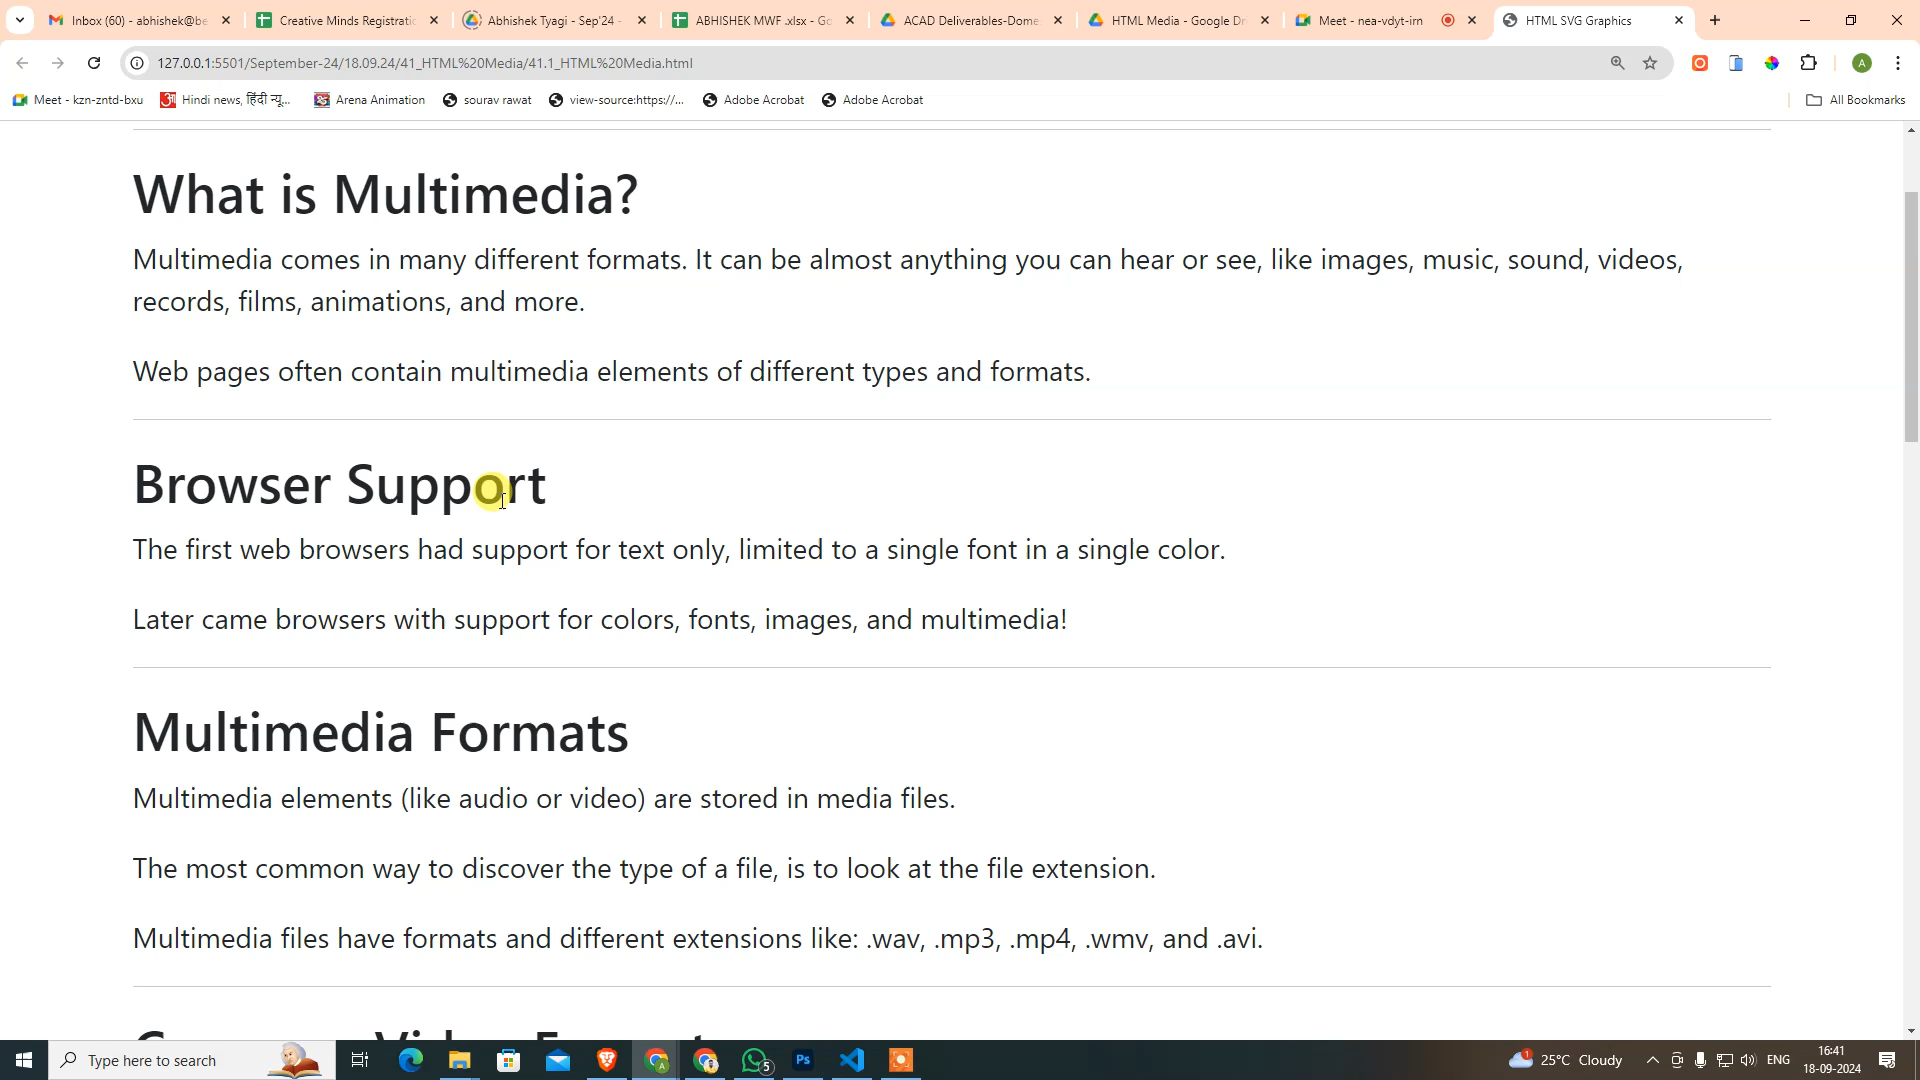 Inbox (60) - abhishek@be
Creative Minds Registratic
Abhishek Tyagi - Sep'24 -
ABHISHEK MWF .xlsx - Go
ACAD Deliverables-Dome
HTML Media - Google Dr
Meet - nea-vdyt-irn
HTML SVG Graphics
127.0.0.1:5501/September-24/18.09.24/41_HTML%20Media/41.1_HTML%20Media.html
A
Meet - kzn-zntd-bxu
Hindi news, हिंदी न्यू...
Arena Animation
sourav rawat
view-source:https://...
Adobe Acrobat
Adobe Acrobat
All Bookmarks
What is Multimedia?
Multimedia comes in many different formats. It can be almost anything you can hear or see, like images, music, sound, videos,
records, films, animations, and more.
Web pages often contain multimedia elements of different types and formats.
Browser Support
The first web browsers had support for text only, limited to a single font in a single color.
Later came browsers with support for colors, fonts, images, and multimedia!
Multimedia Formats
Multimedia elements (like audio or video) are stored in media files.
The most common way to discover the type of a file, is to look at the file extension.
Multimedia files have formats and different extensions like: .wav, .mp3, .mp4, .wmv, and .avi.
Type here to search
A
5
Ps
1
25°C Cloudy
ENG
16:41
18-09-2024